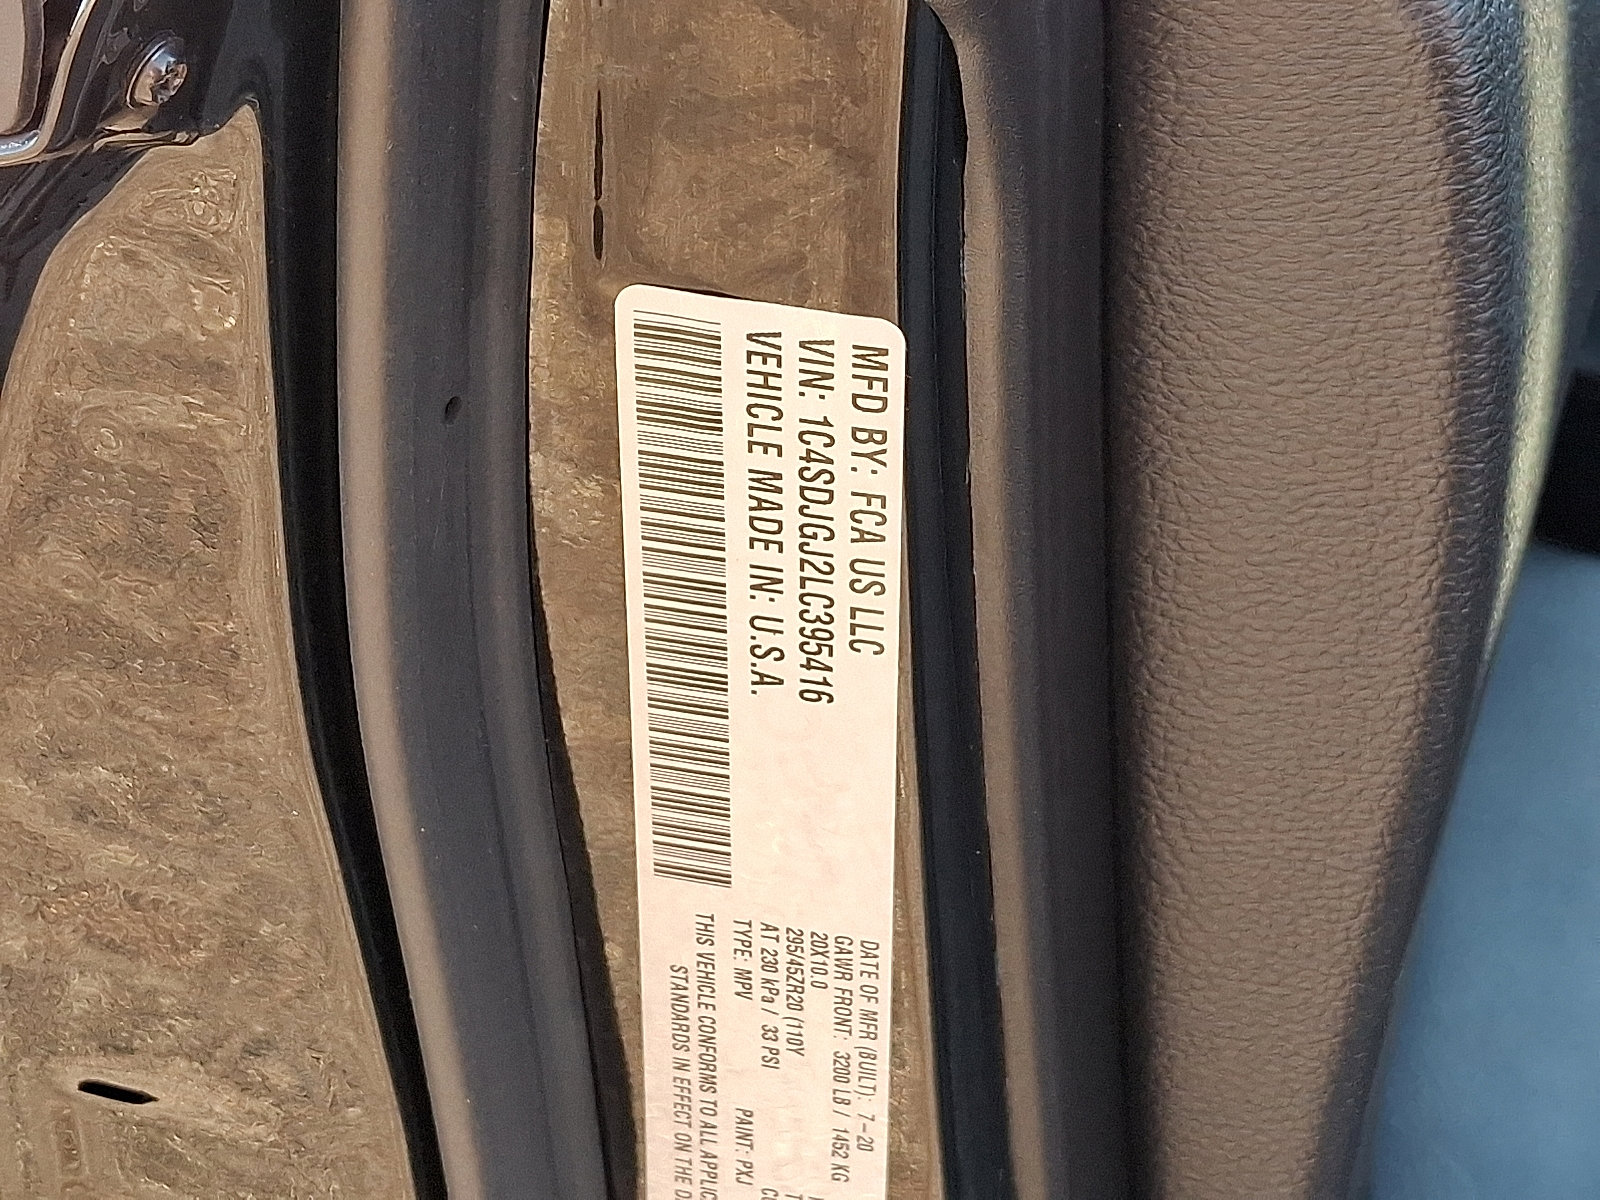 MFD BY: FCA US LLC
VIN: 1C4SDJGJ2LC395416
VEHICLE MADE IN: U.S.A.
DATE OF MFR (BUILT): 7-20
GAWR FRONT: 3200 LB / 1452 KG
20X10.0
295/45ZR20 (110Y
AT 230 kPa / 33 PSI
TYPE: MPV PAINT: PXJ
THIS VEHICLE CONFORMS TO ALL APPLIC
STANDARDS IN EFFECT ON THE D